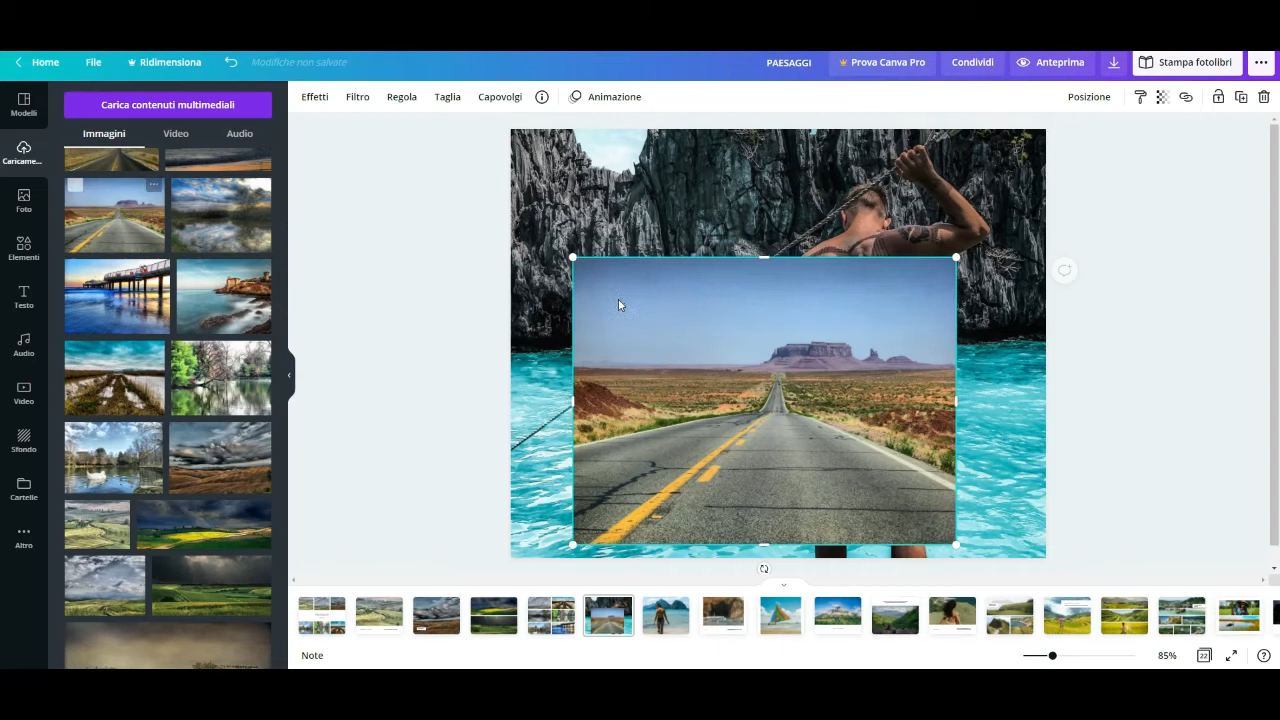 Home File Ridimensiona Modifiche non salvate PAESAGGI Prova Canva Pro Condividi Anteprima Stampa fotolibri
Modelli
Caricame...
Foto
Elementi
Testo
Audio
Video
Sfondo
Cartelle
Altro
Carica contenuti multimediali
Immagini Video Audio
Effetti Filtro Regola Taglia Capovolgi Animazione Posizione
Note 85% 22